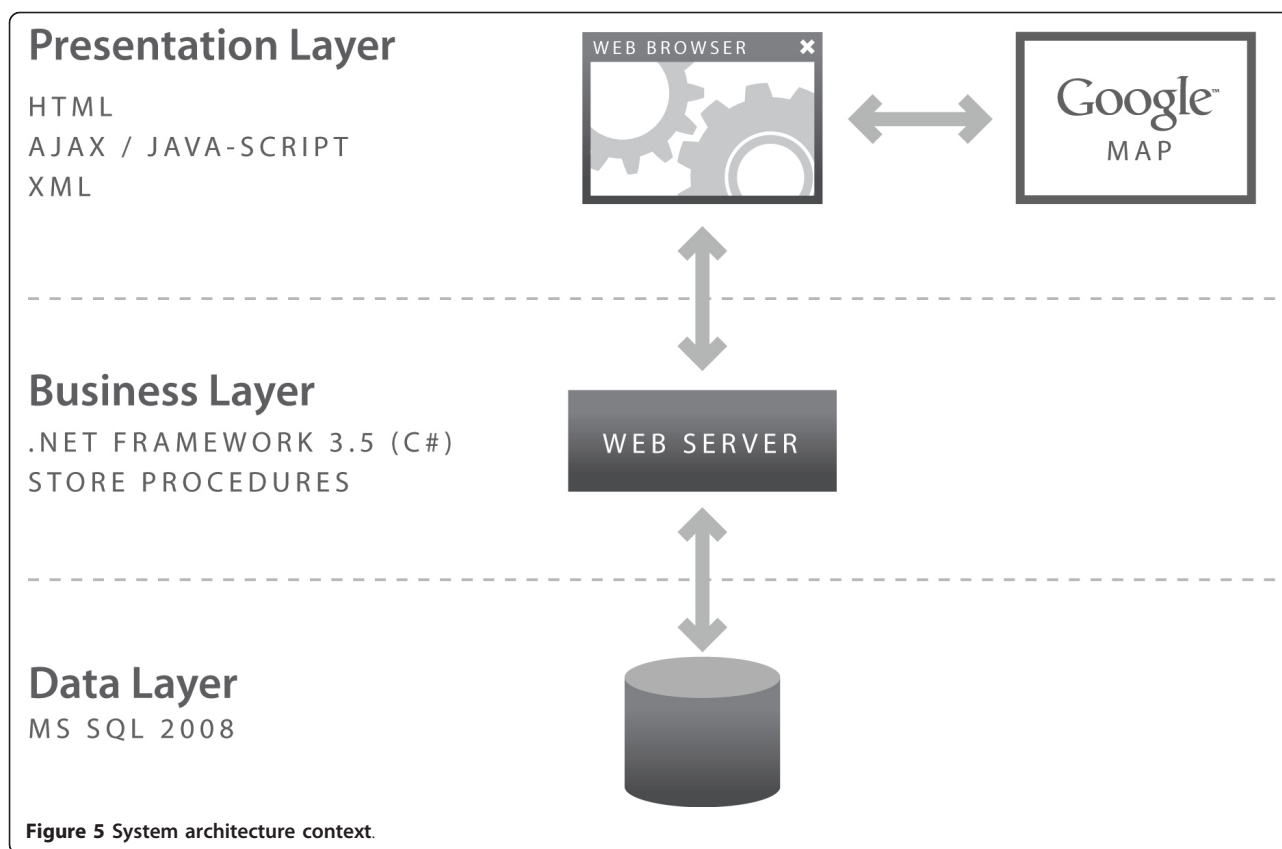 Presentation Layer
HTML
AJAX / JAVA-SCRIPT
XML
WEB BROWSER
Google™
MAP
Business Layer
.NET FRAMEWORK 3.5 (C#)
STORE PROCEDURES
WEB SERVER
Data Layer
MS SQL 2008
Figure 5 System architecture context.